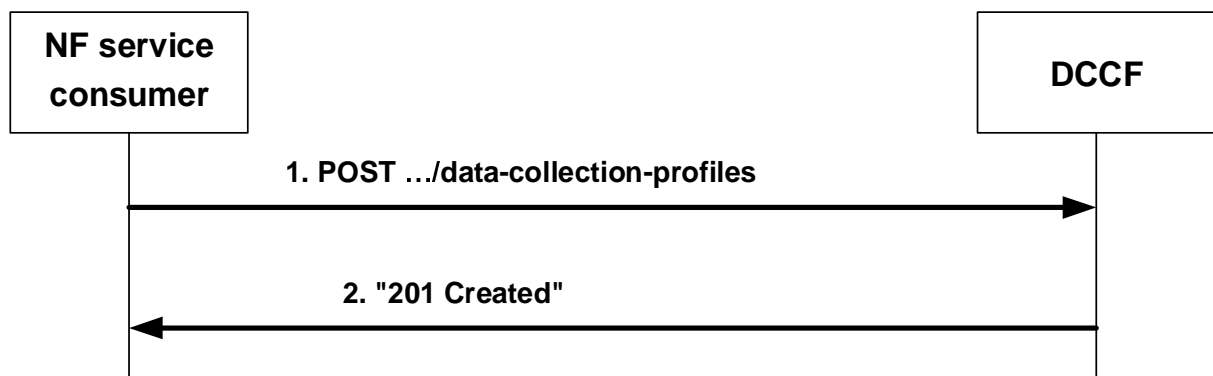 NF service
consumer
DCCF
1. POST …/data-collection-profiles
2. "201 Created"